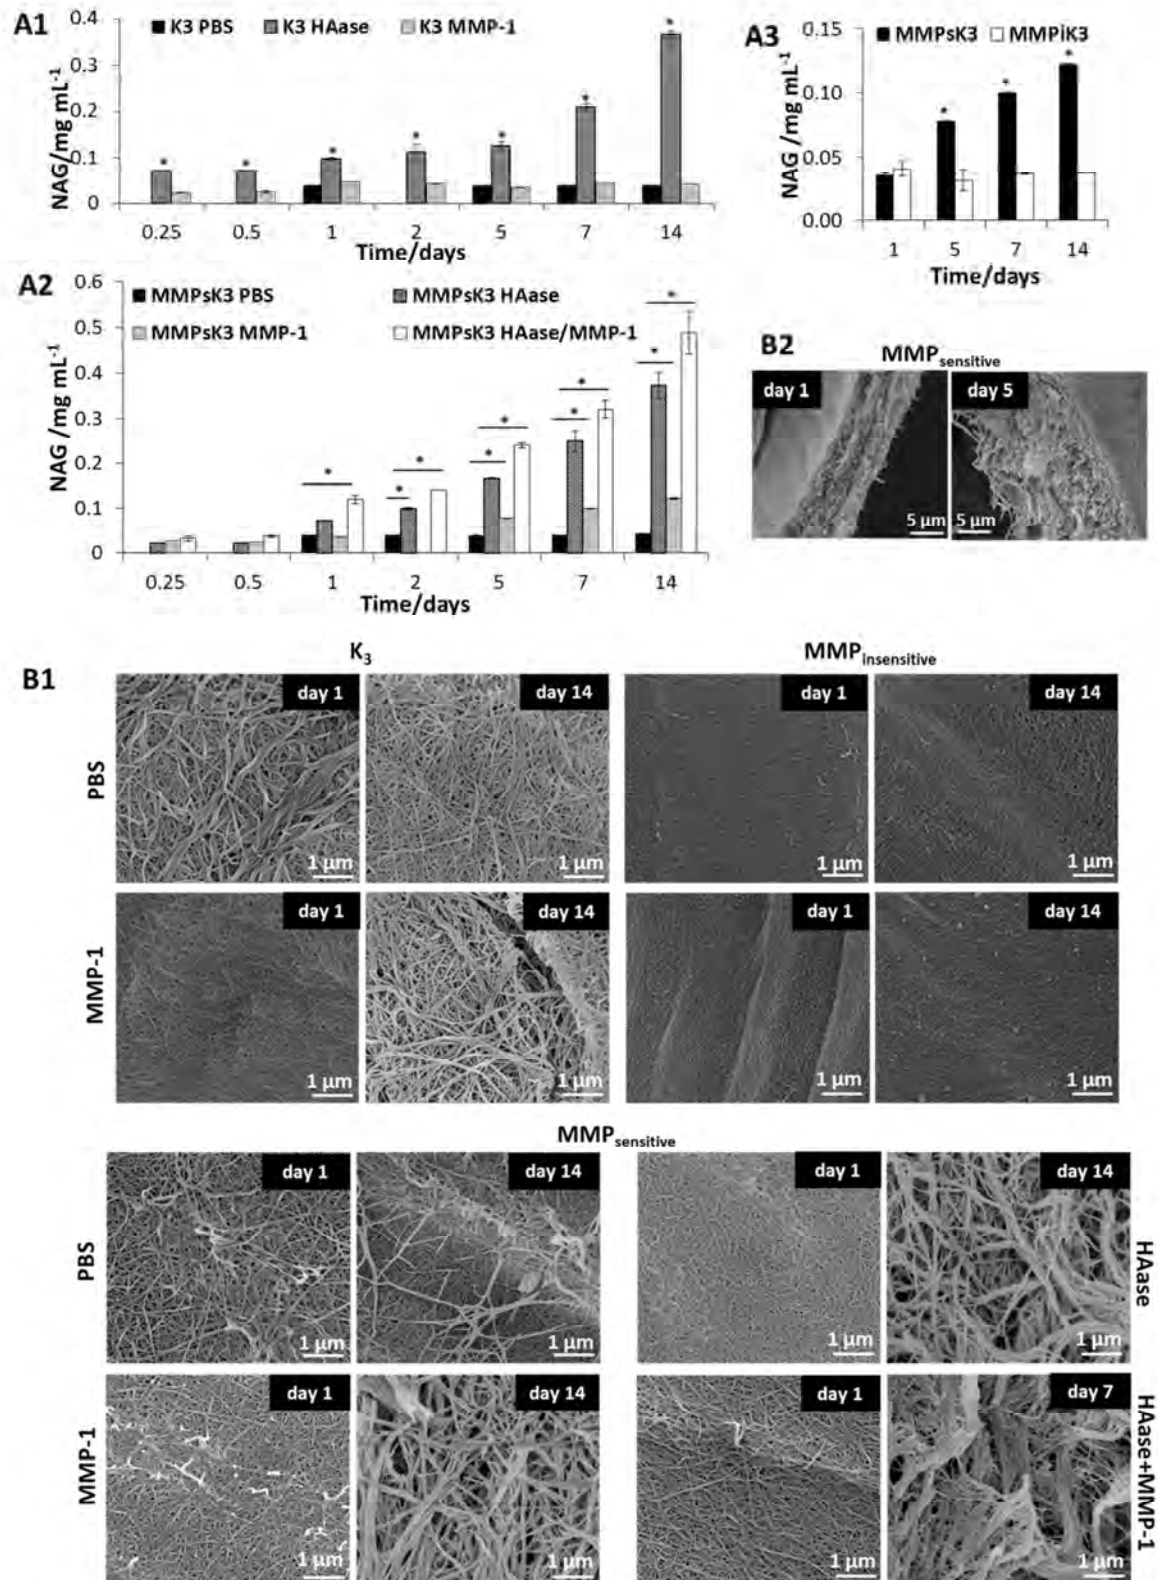 A1
K3 PBS K3 HAase K3 MMP-1
NAG/mg mL-1
0.4
0.3
0.2
0.1
0
* * * * * * *
0.25 0.5 1 2 5 7 14
Time/days
A3
MMPsK3 MMPiK3
NAG /mg mL-1
0.15
0.10
0.05
0.00
* * *
1 5 7 14
Time/days
A2
MMPsK3 PBS MMPsK3 HAase
MMPsK3 MMP-1 MMPsK3 HAase/MMP-1
NAG /mg mL-1
0.6
0.5
0.4
0.3
0.2
0.1
0
* * * * * * * * *
0.25 0.5 1 2 5 7 14
Time/days
B2
MMPsensitive
day 1 day 5
5 µm 5 µm
B1
K3 MMPinsensitive
PBS
day 1 day 14 day 1 day 14
1 µm 1 µm 1 µm 1 µm
MMP-1
day 1 day 14 day 1 day 14
1 µm 1 µm 1 µm 1 µm
MMPsensitive
PBS
day 1 day 14 day 1 day 14
HAase
1 µm 1 µm 1 µm 1 µm
MMP-1
day 1 day 14 day 1 day 7
HAase+MMP-1
1 µm 1 µm 1 µm 1 µm